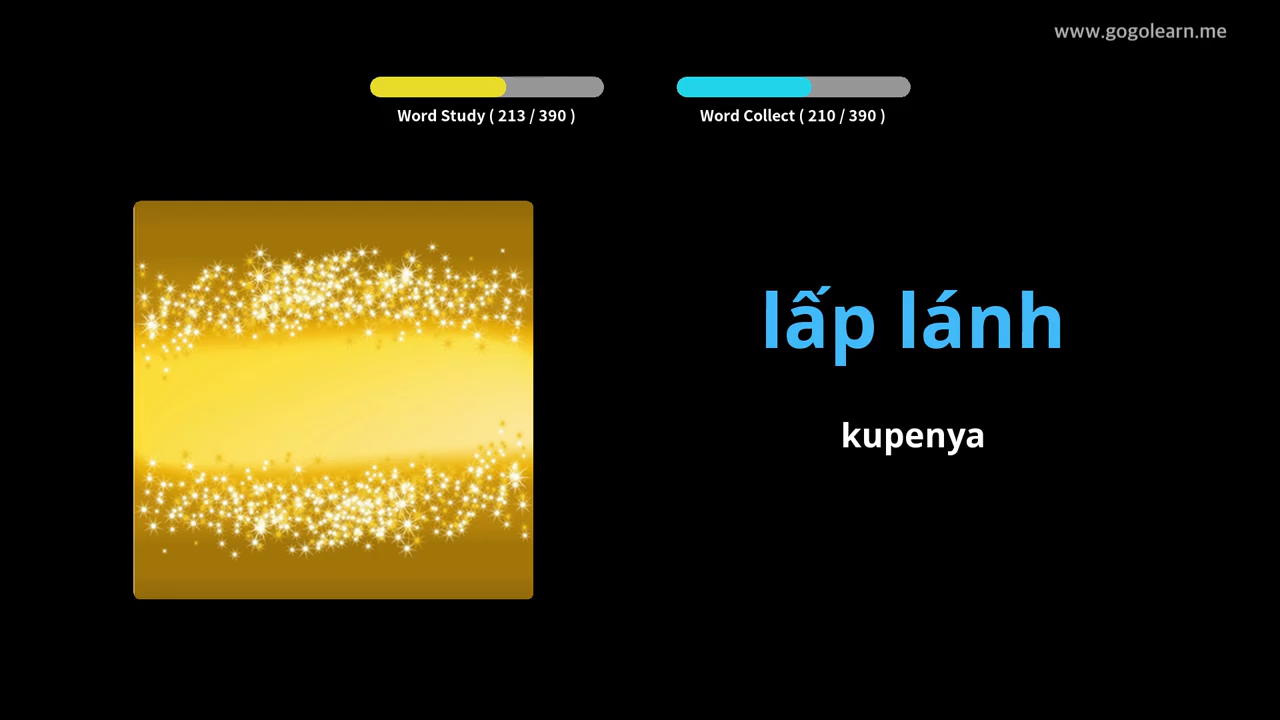 www.gogolearn.me
Word Study ( 213 / 390 )
Word Collect ( 210 / 390 )
lấp lánh
kupenya